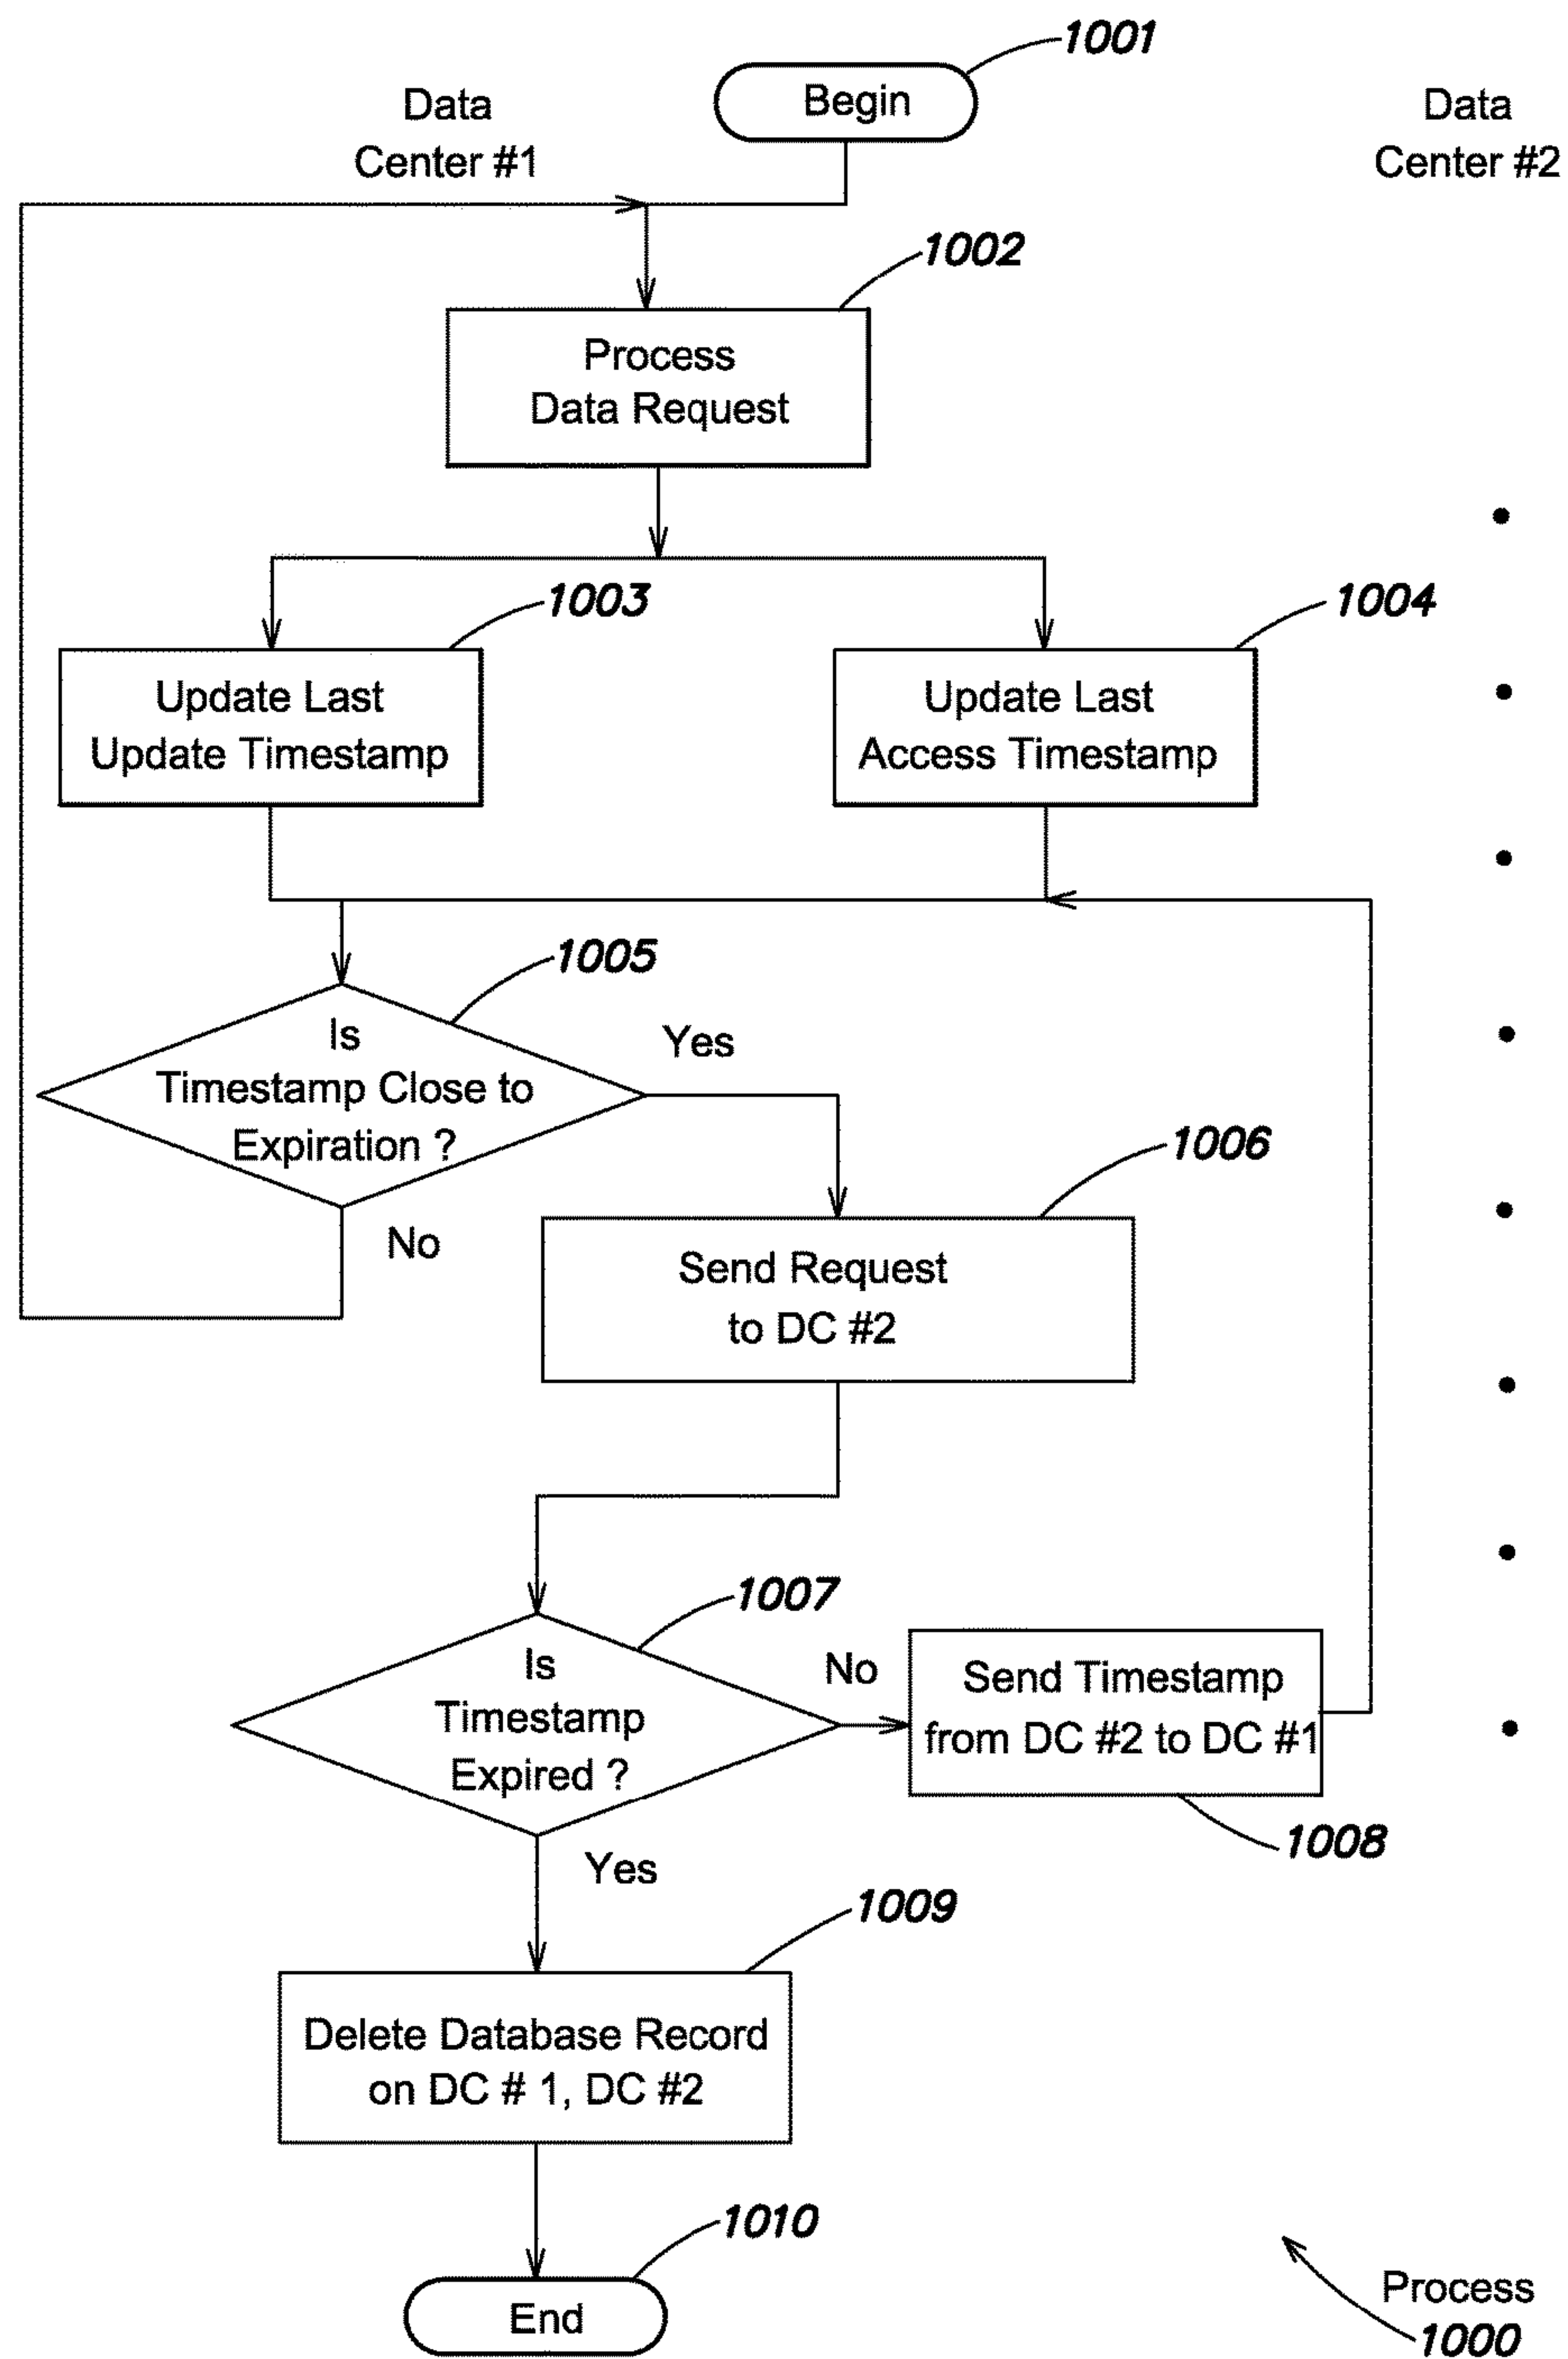 1001
Begin
Data
Center #1
Data
Center #2
1002
Process
Data Request
1003
1004
Update Last
Update Timestamp
Update Last
Access Timestamp
1005
Is
Timestamp Close to
Expiration ?
Yes
No
1006
Send Request
to DC #2
1007
Is
Timestamp
Expired ?
No
Send Timestamp
from DC #2 to DC #1
1008
Yes
1009
Delete Database Record
on DC # 1, DC #2
1010
End
Process
1000